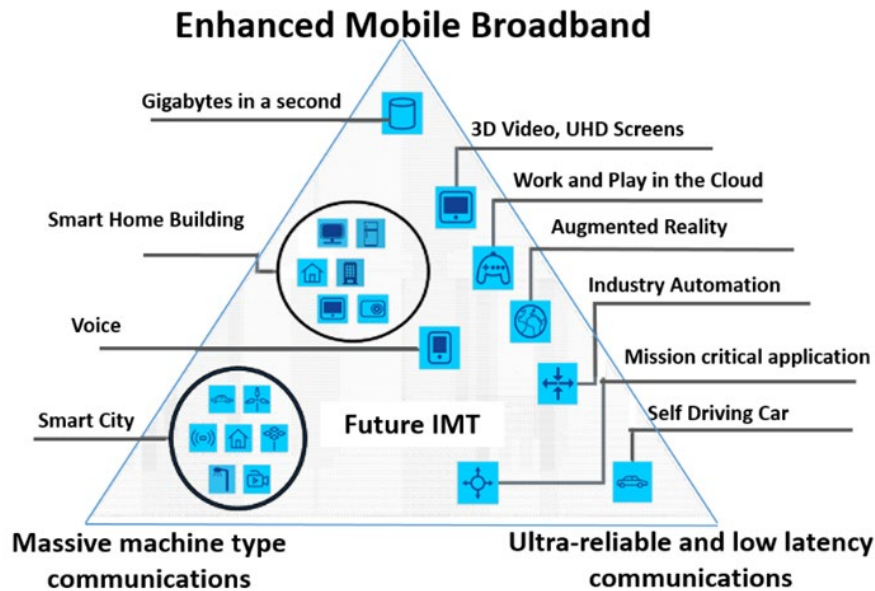 Enhanced Mobile Broadband
Gigabytes in a second
3D Video, UHD Screens
Work and Play in the Cloud
Smart Home Building
Augmented Reality
Industry Automation
Voice
Mission critical application
Smart City
Future IMT
Self Driving Car
Massive machine type
communications
Ultra-reliable and low latency
communications